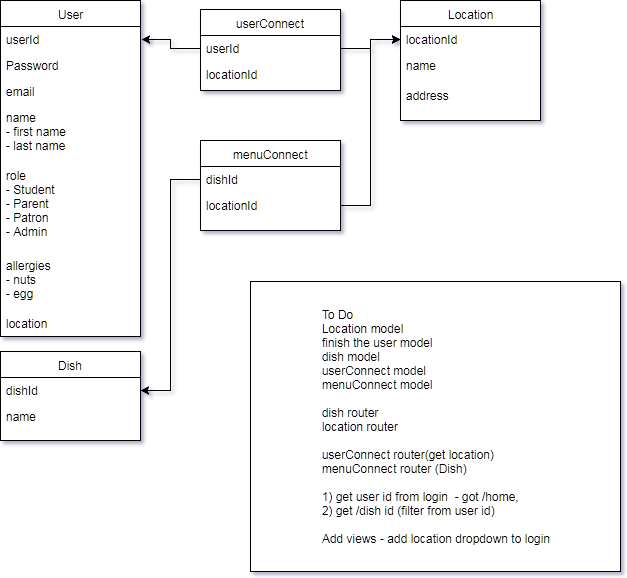 User
userId
Password
email
name
- first name
- last name
role
- Student
- Parent
- Patron
- Admin
allergies
- nuts
- egg
location
userConnect
userId
locationId
Location
locationId
name
address
menuConnect
dishId
locationId
Dish
dishId
name
To Do
Location model
finish the user model
dish model
userConnect model
menuConnect model
dish router
location router
userConnect router(get location)
menuConnect router (Dish)
1) get user id from login  - got /home,
2) get /dish id (filter from user id)
Add views - add location dropdown to login